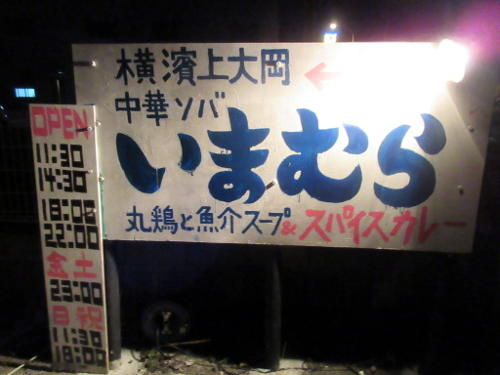 横濱上大岡
中華ソバ
いまむら
丸鶏と魚介スープ&スパイスカレー
OPEN
11:30
14:30
18:00
22:00
金土
23:00
日祝
11:30
18:00